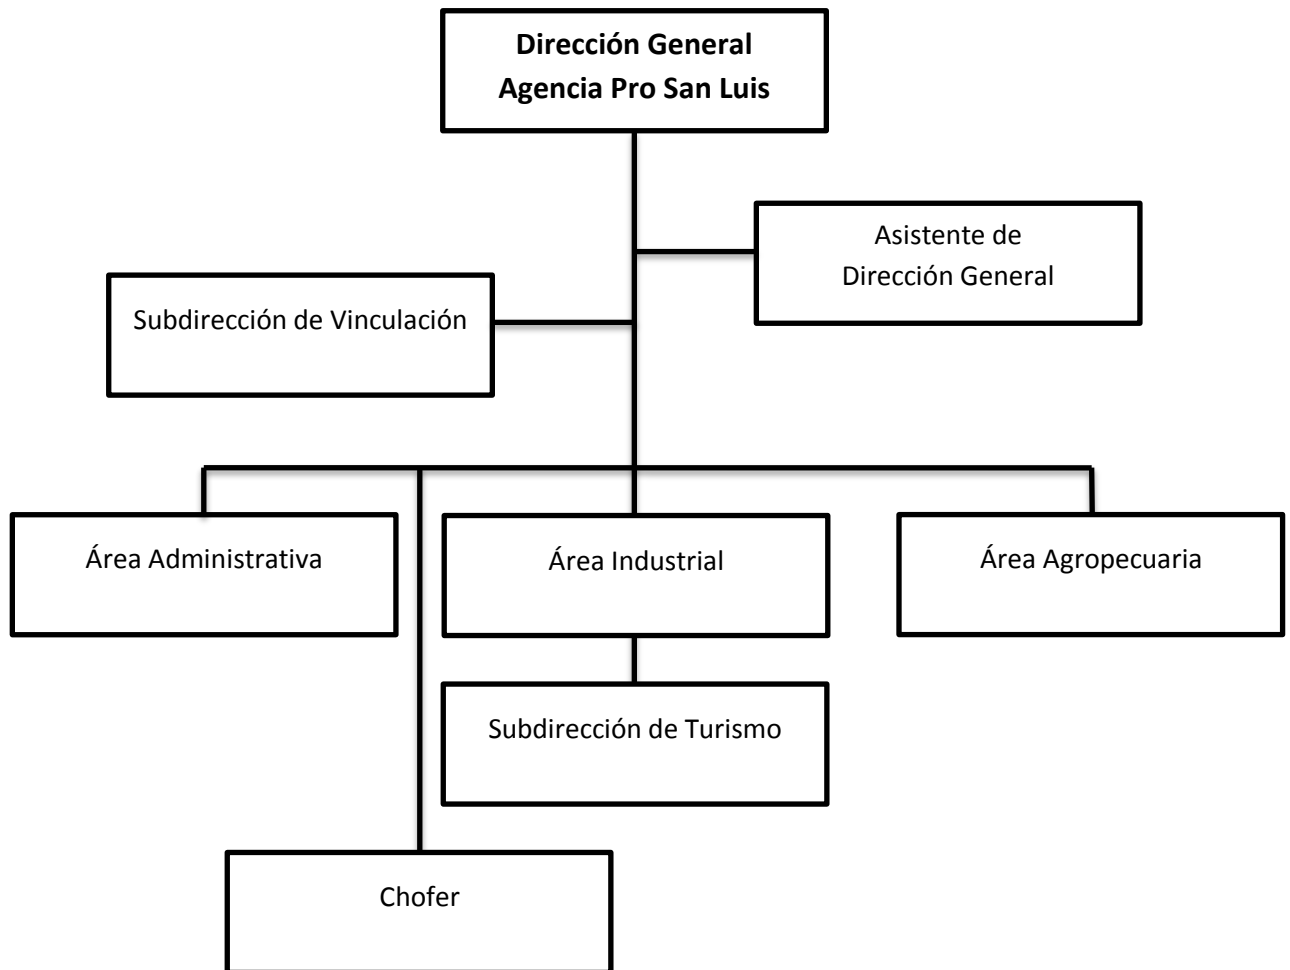 Dirección General
Agencia Pro San Luis
Asistente de
Dirección General
Subdirección de Vinculación
Área Administrativa
Área Industrial
Área Agropecuaria
Subdirección de Turismo
Chofer